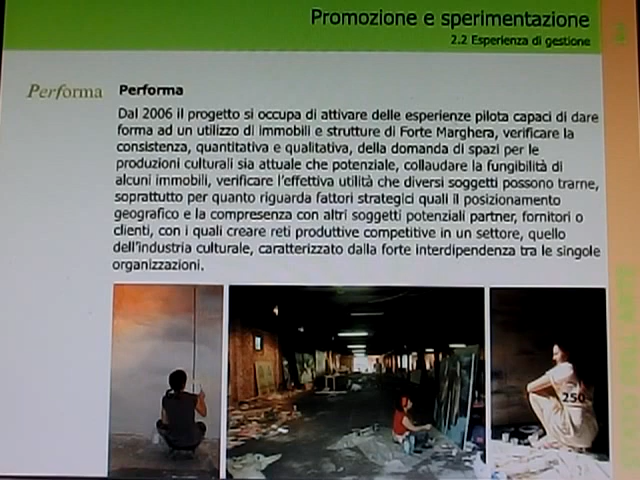 Promozione e sperimentazione
2.2 Esperienza di gestione
Performa
Performa
Dal 2006 il progetto si occupa di attivare delle esperienze pilota capaci di dare
forma ad un utilizzo di immobili e strutture di Forte Marghera, verificare la
consistenza, quantitativa e qualitativa, della domanda di spazi per le
produzioni culturali sia attuale che potenziale, collaudare la fungibilità di
alcuni immobili, verificare l'effettiva utilità che diversi soggetti possono trarne,
soprattutto per quanto riguarda fattori strategici quali il posizionamento
geografico e la compresenza con altri soggetti potenziali partner, fornitori o
clienti, con i quali creare reti produttive competitive in un settore, quello
dell'industria culturale, caratterizzato dalla forte interdipendenza tra le singole
organizzazioni.
250